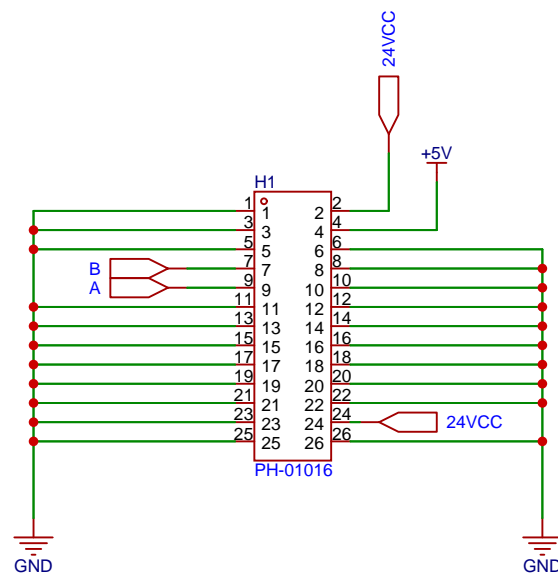 24VCC
+5V
H1
1 1 2 2
3 3 4 4
5 5 6 6
B 7 7 8 8
A 9 9 10 10
11 11 12 12
13 13 14 14
15 15 16 16
17 17 18 18
19 19 20 20
21 21 22 22
23 23 24 24 24VCC
25 25 26 26
PH-01016
GND GND